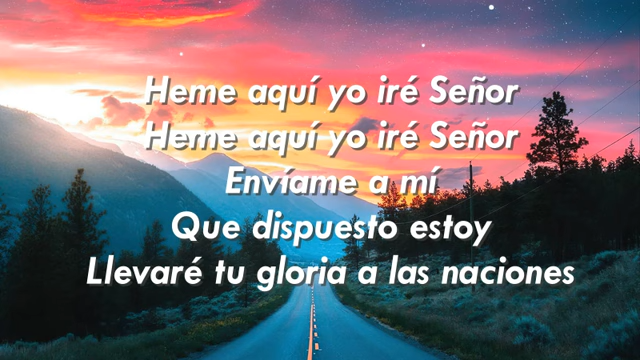 Heme aquí yo iré Señor
Heme aquí yo iré Señor
Envíame a mí
Que dispuesto estoy
Llevaré tu gloria a las naciones